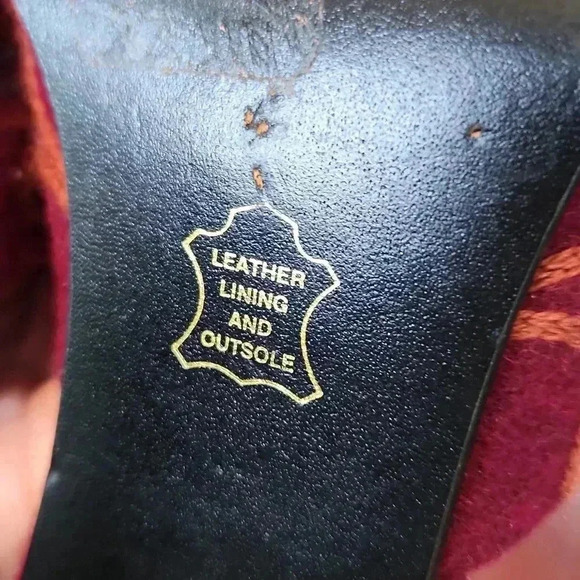 LEATHER
LINING
AND
OUTSOLE